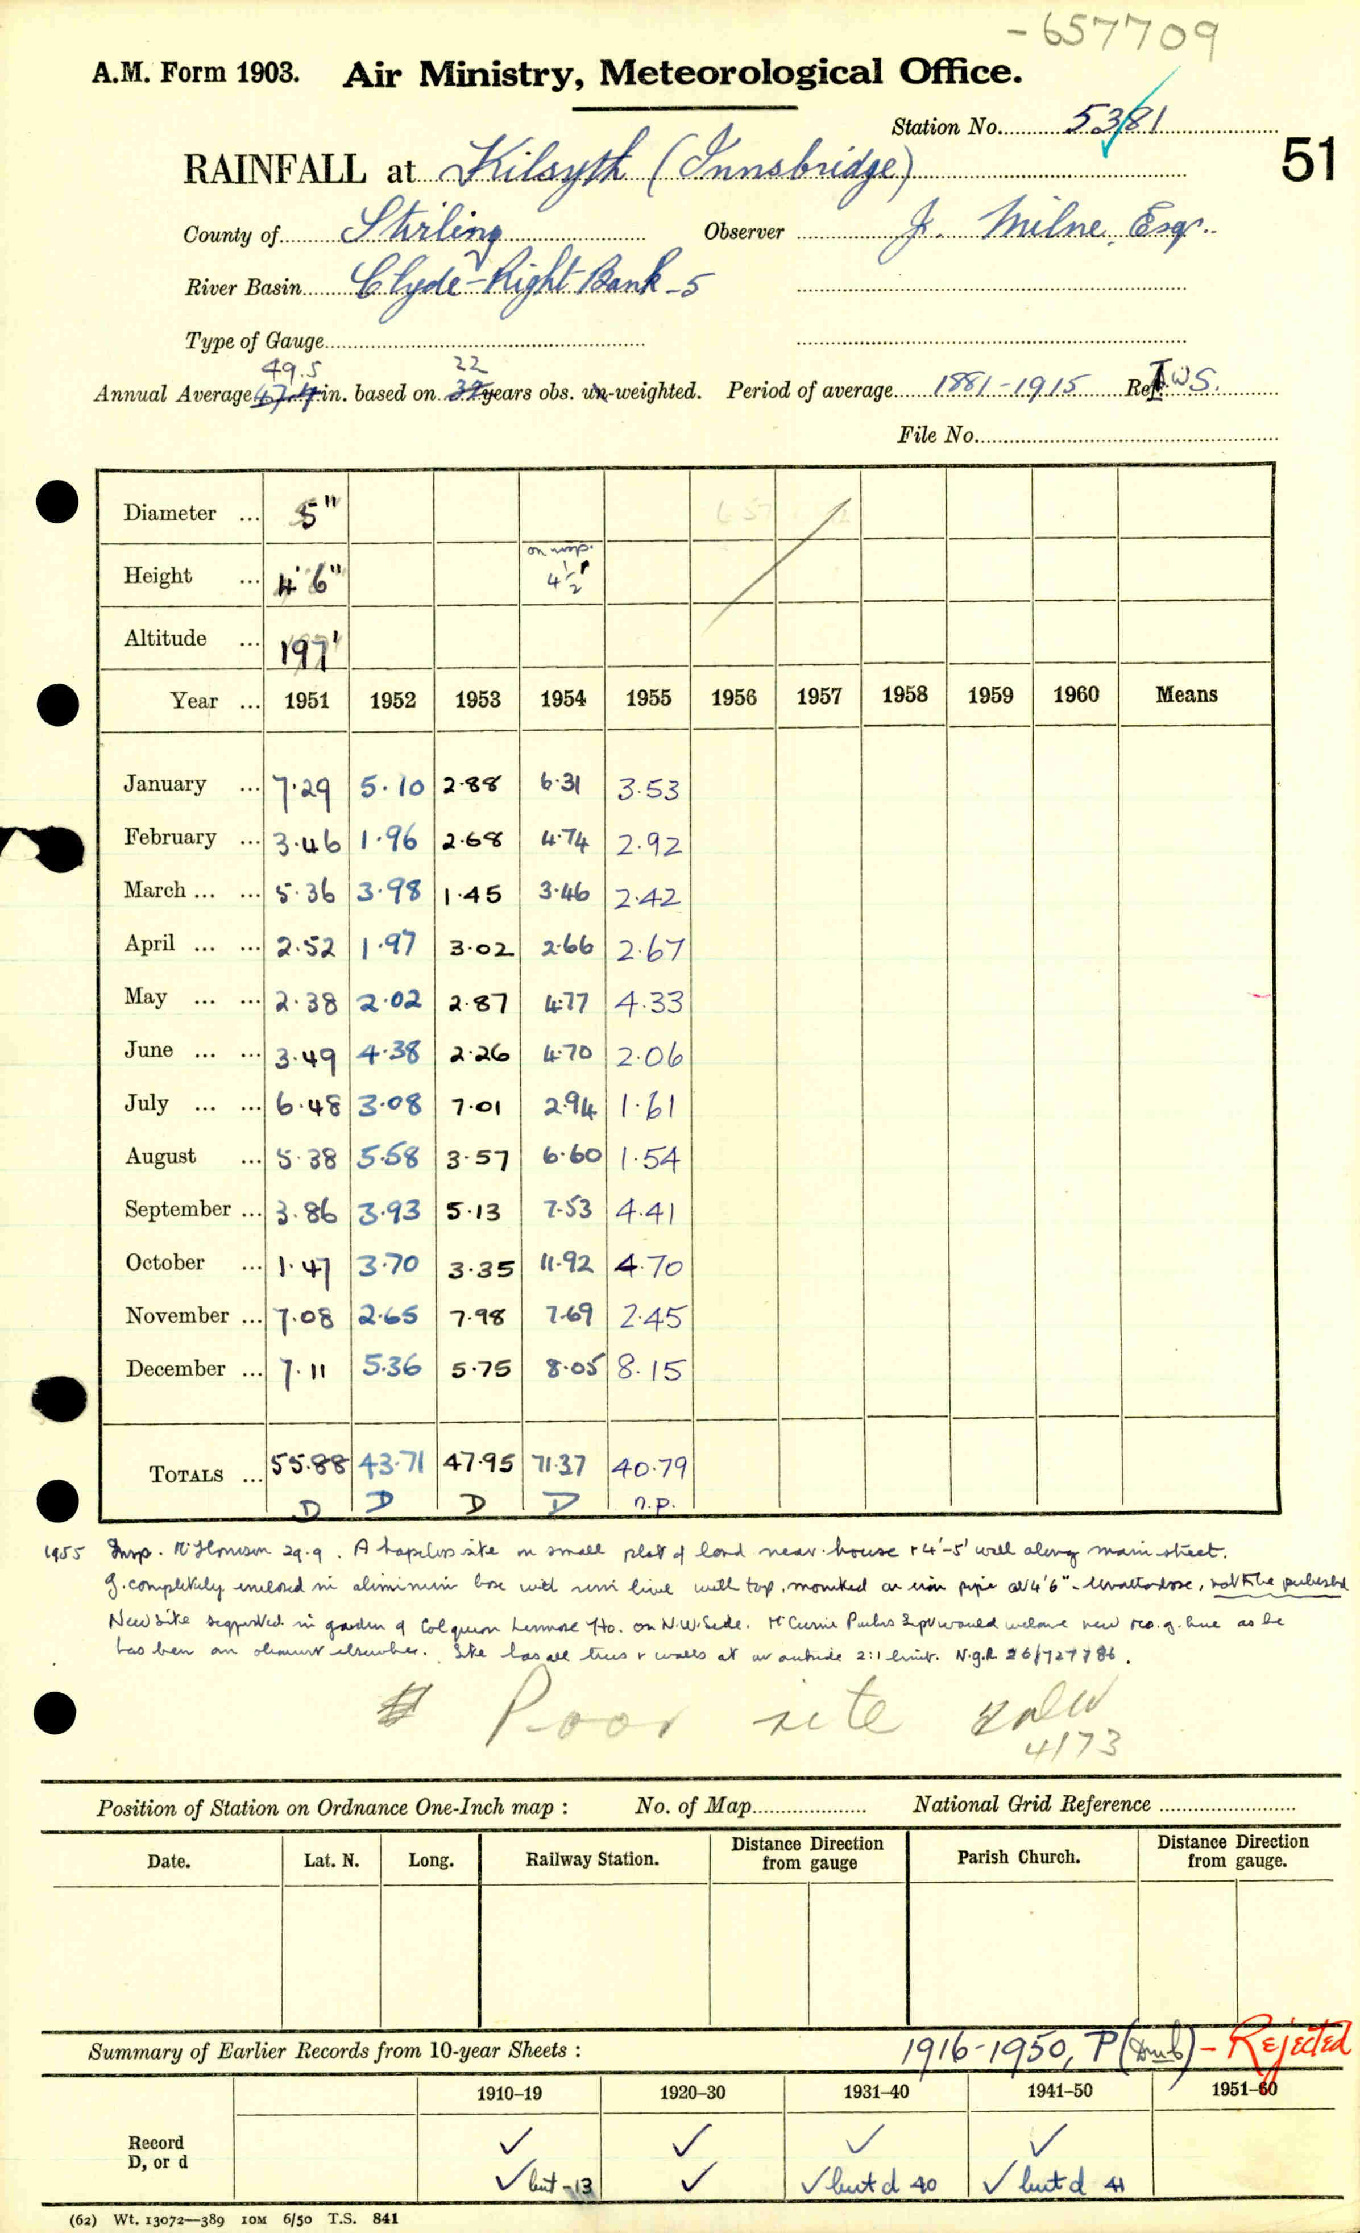 -657709
A.M. Form 1903. Air Ministry, Meteorological Office.
Station No. 5381
51
RAINFALL at Kilsyth (Innsbridge)
County of Stirling Observer J. Milne, Esqr.
River Basin Clyde-Right Bank-5
Type of Gauge
49.5 22
Annual Average 47.4 in. based on 32 years obs. un-weighted. Period of average 1881-1915 Ref. I.W.S.
File No.
Diameter ... 5"
on insp.
Height ... 4'6" 4½'
Altitude ... 197'
Year ... 1951 1952 1953 1954 1955 1956 1957 1958 1959 1960 Means
January ... 7.29 5.10 2.88 6.31 3.53
February ... 3.46 1.96 2.68 4.74 2.92
March ... ... 5.36 3.98 1.45 3.46 2.42
April ... ... 2.52 1.97 3.02 2.66 2.67
May ... ... 2.38 2.02 2.87 4.77 4.33
June ... ... 3.49 4.38 2.26 4.70 2.06
July ... ... 6.48 3.08 7.01 2.94 1.61
August ... 5.38 5.58 3.57 6.60 1.54
September ... 3.86 3.93 5.13 7.53 4.41
October ... 1.47 3.70 3.35 11.92 4.70
November ... 7.08 2.65 7.98 7.69 2.45
December ... 7.11 5.36 5.75 8.05 8.15
TOTALS ... 55.88 43.71 47.95 71.37 40.79
D D D D n.p.
1955 Insp. 29.9. A hopeless site on small plot of land near house + 4'-5' wall along main street.
g. completely enclosed in aluminium box with rim level with top, mounted on iron pipe at 4'6" - , not to be published
New site suggested in garden of Colquon Lennox Ho. on N.W. Side. Mr Currie Parks Supt would welcome new rea. g. here as he
has been an observer elsewhere. Site has all trees & walls at or outside 2:1 limit. N.g.R. 26/727786.
Poor site
4173
Position of Station on Ordnance One-Inch map : No. of Map National Grid Reference
Date. Lat. N. Long. Railway Station. Distance Direction from gauge Parish Church. Distance Direction from gauge.
Summary of Earlier Records from 10-year Sheets : 1916-1950, P (Dunb) - Rejected
1910-19 1920-30 1931-40 1941-50 1951-60
Record ✓ ✓ ✓ ✓
D, or d ✓ but -13 ✓ ✓ but d 40 ✓ but d 41
(62) Wt. 13072—389 10M 6/50 T.S. 841